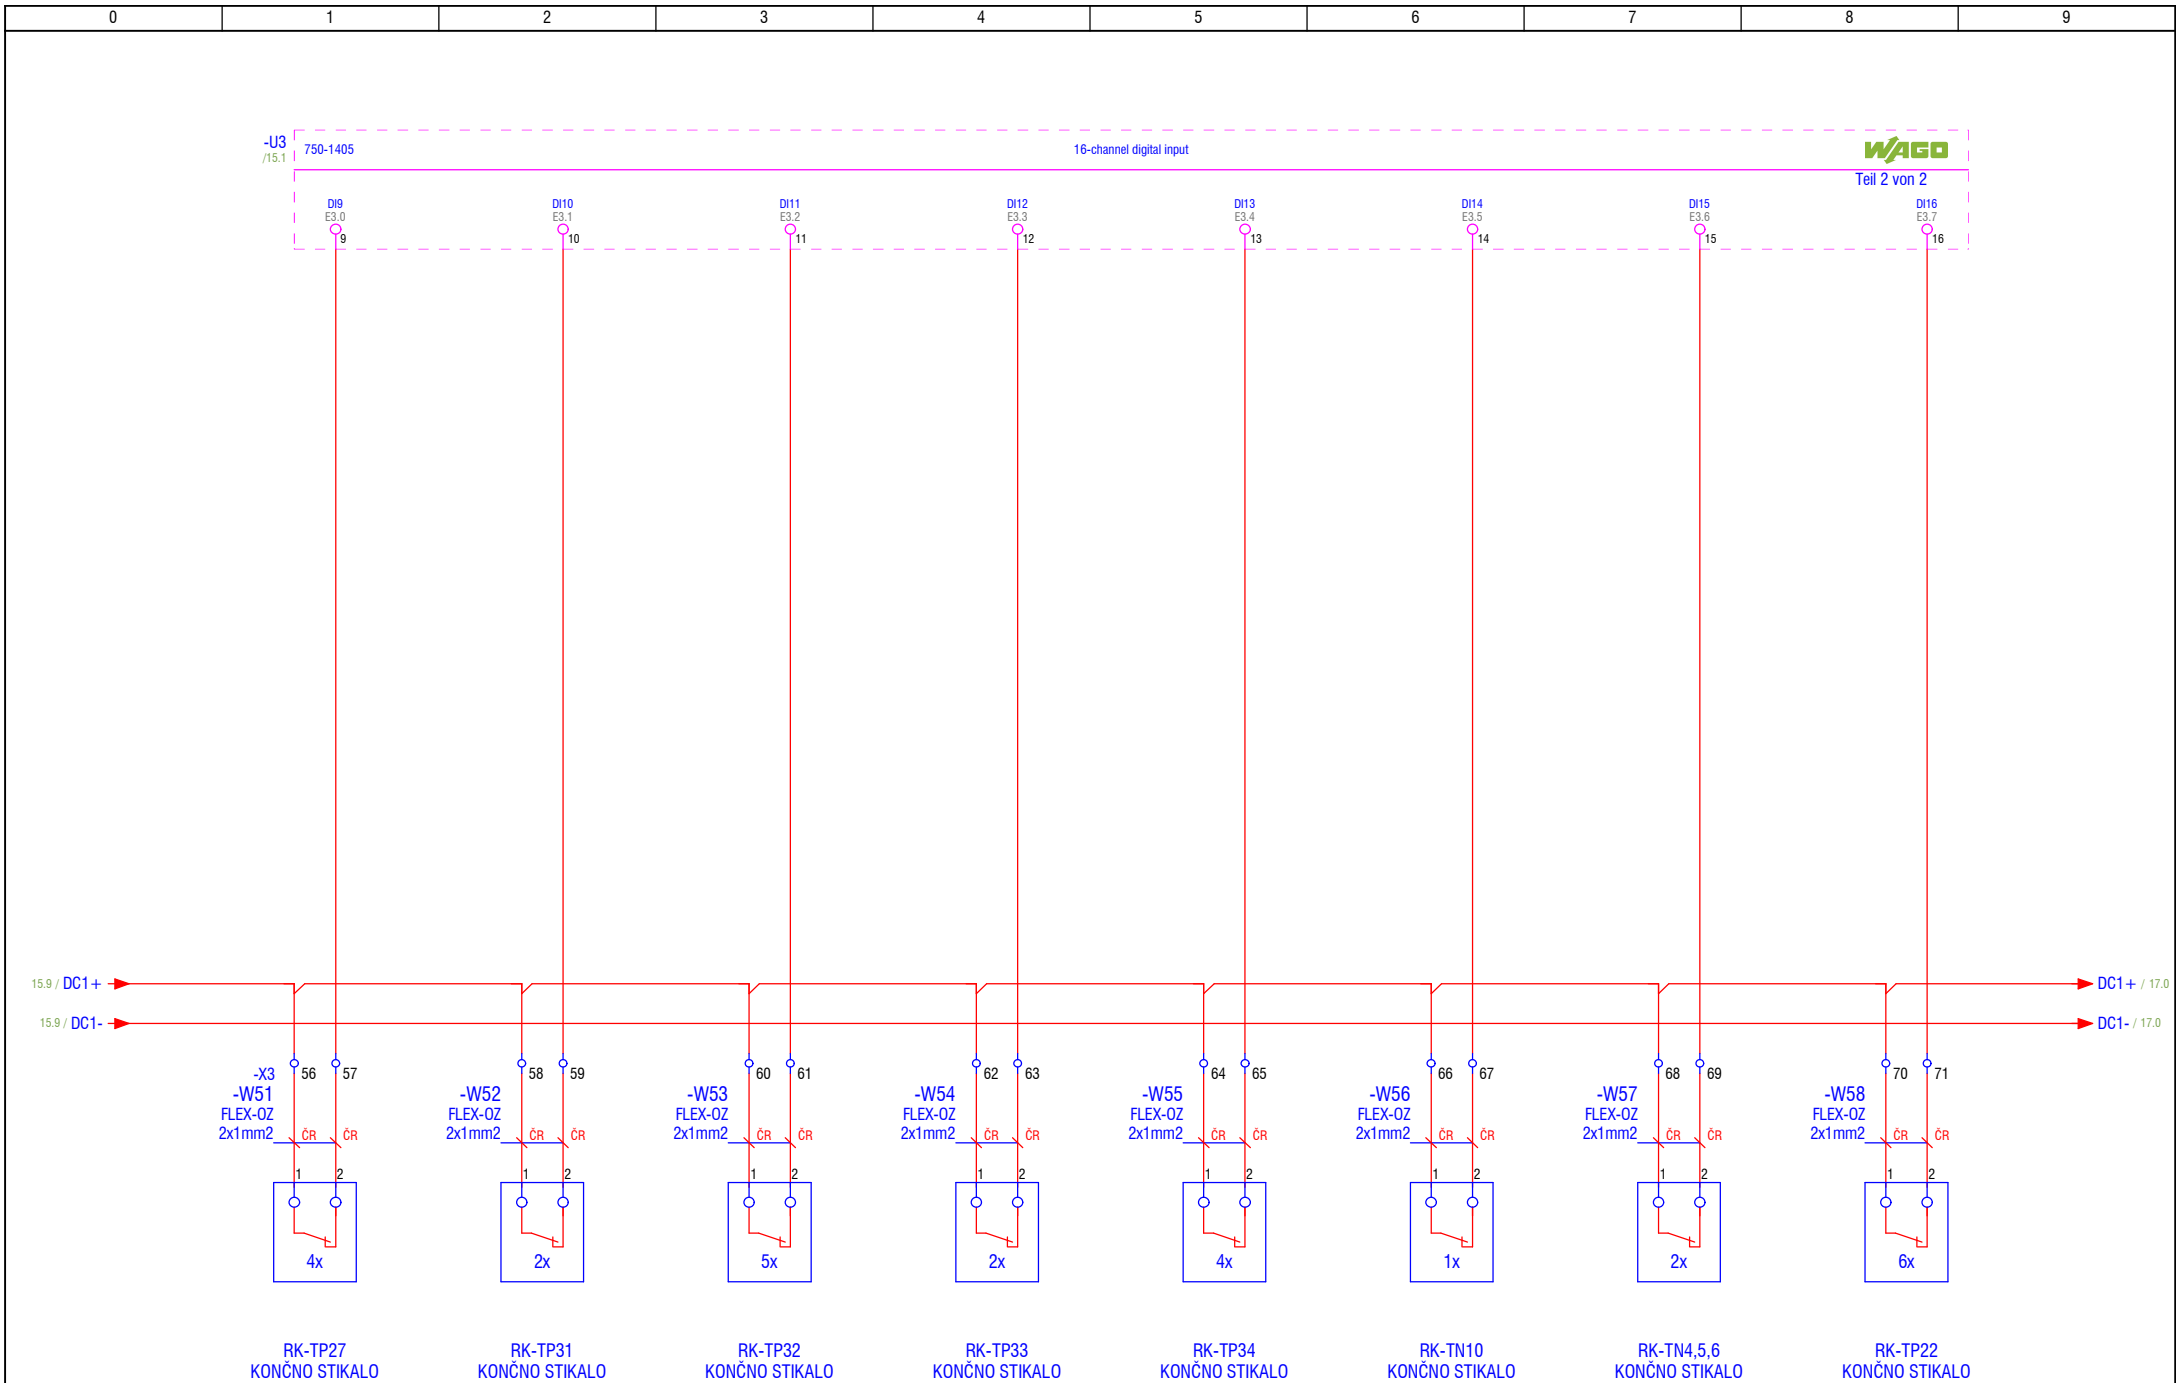 0 1 2 3 4 5 6 7 8 9
-U3
/15.1
750-1405
16-channel digital input
WAGO
Teil 2 von 2
DI9 DI10 DI11 DI12 DI13 DI14 DI15 DI16
E3.0 E3.1 E3.2 E3.3 E3.4 E3.5 E3.6 E3.7
9 10 11 12 13 14 15 16
15.9 / DC1+ DC1+ / 17.0
15.9 / DC1- DC1- / 17.0
-X3 56 57 58 59 60 61 62 63 64 65 66 67 68 69 70 71
-W51 -W52 -W53 -W54 -W55 -W56 -W57 -W58
FLEX-OZ FLEX-OZ FLEX-OZ FLEX-OZ FLEX-OZ FLEX-OZ FLEX-OZ FLEX-OZ
2x1mm2 ČR ČR 2x1mm2 ČR ČR 2x1mm2 ČR ČR 2x1mm2 ČR ČR 2x1mm2 ČR ČR 2x1mm2 ČR ČR 2x1mm2 ČR ČR 2x1mm2 ČR ČR
1 2 1 2 1 2 1 2 1 2 1 2 1 2 1 2
4x 2x 5x 2x 4x 1x 2x 6x
RK-TP27 RK-TP31 RK-TP32 RK-TP33 RK-TP34 RK-TN10 RK-TN4,5,6 RK-TP22
KONČNO STIKALO KONČNO STIKALO KONČNO STIKALO KONČNO STIKALO KONČNO STIKALO KONČNO STIKALO KONČNO STIKALO KONČNO STIKALO